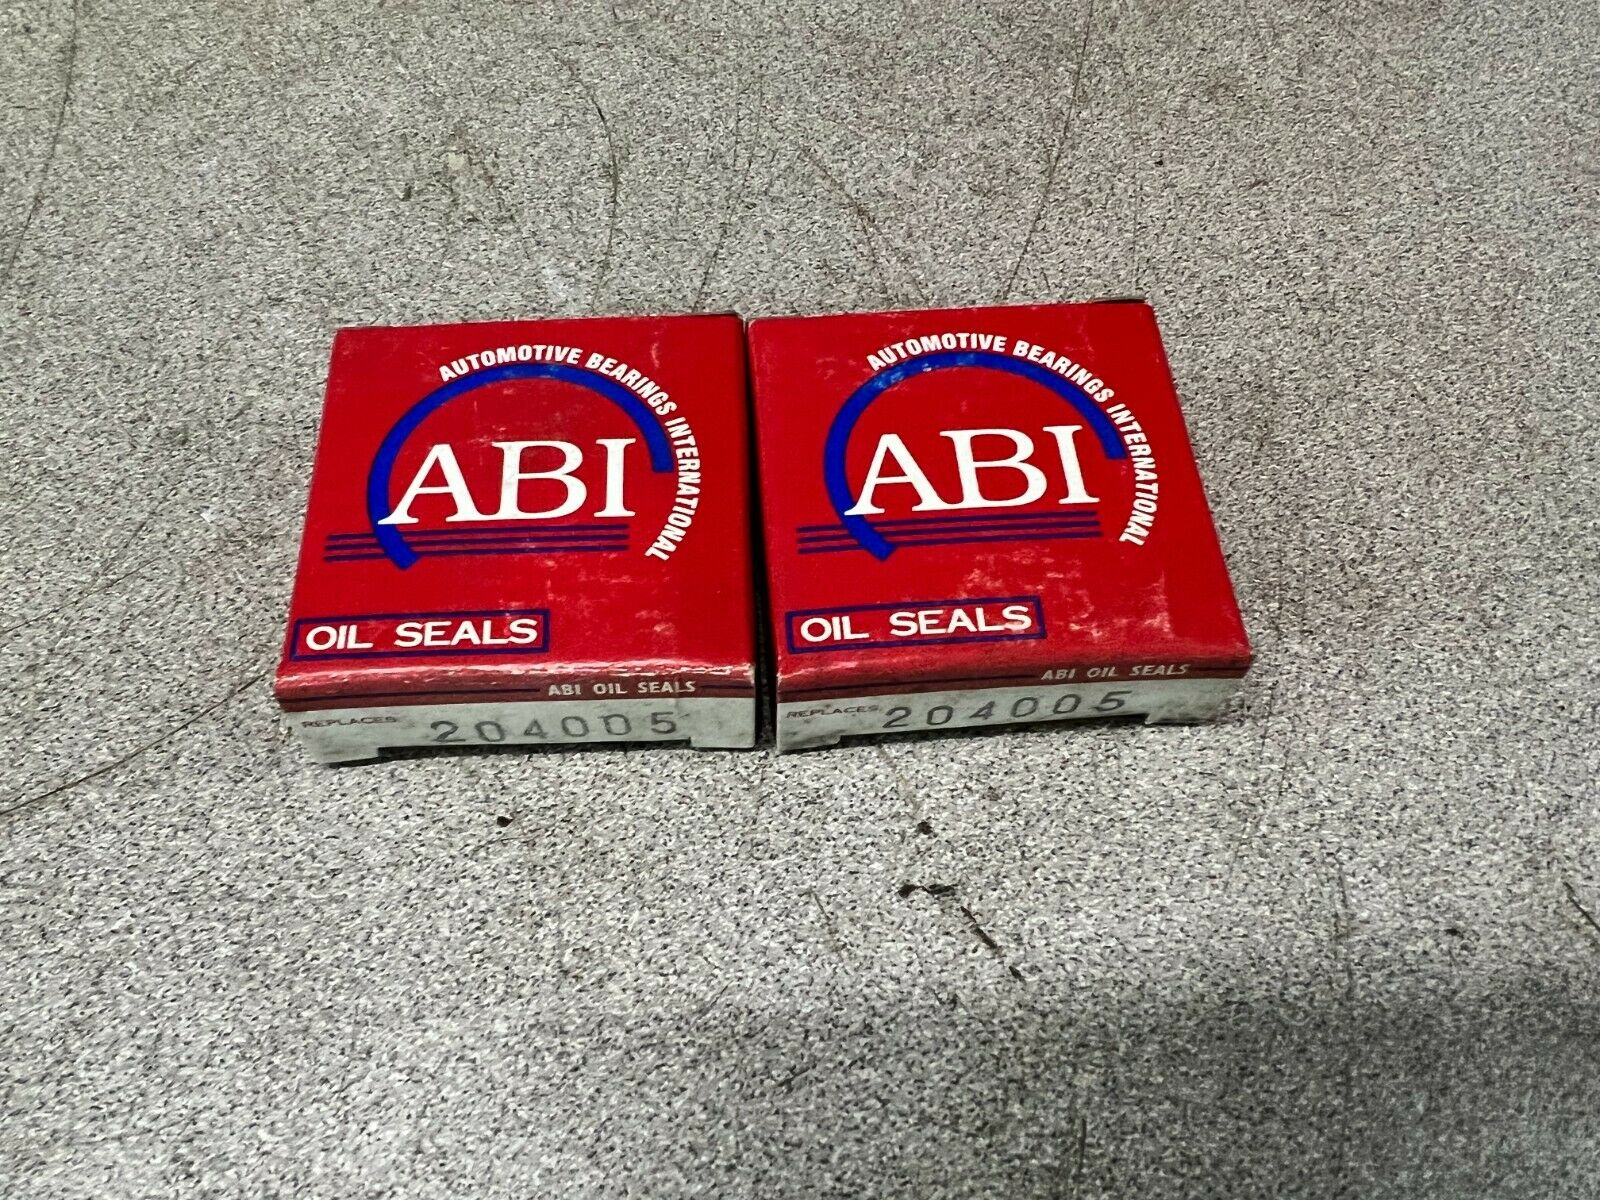 AUTOMOTIVE BEARINGS INTERNATIONAL
ABI
OIL SEALS
ABI OIL SEALS
REPLACES 204005
AUTOMOTIVE BEARINGS INTERNATIONAL
ABI
OIL SEALS
ABI OIL SEALS
REPLACES 204005